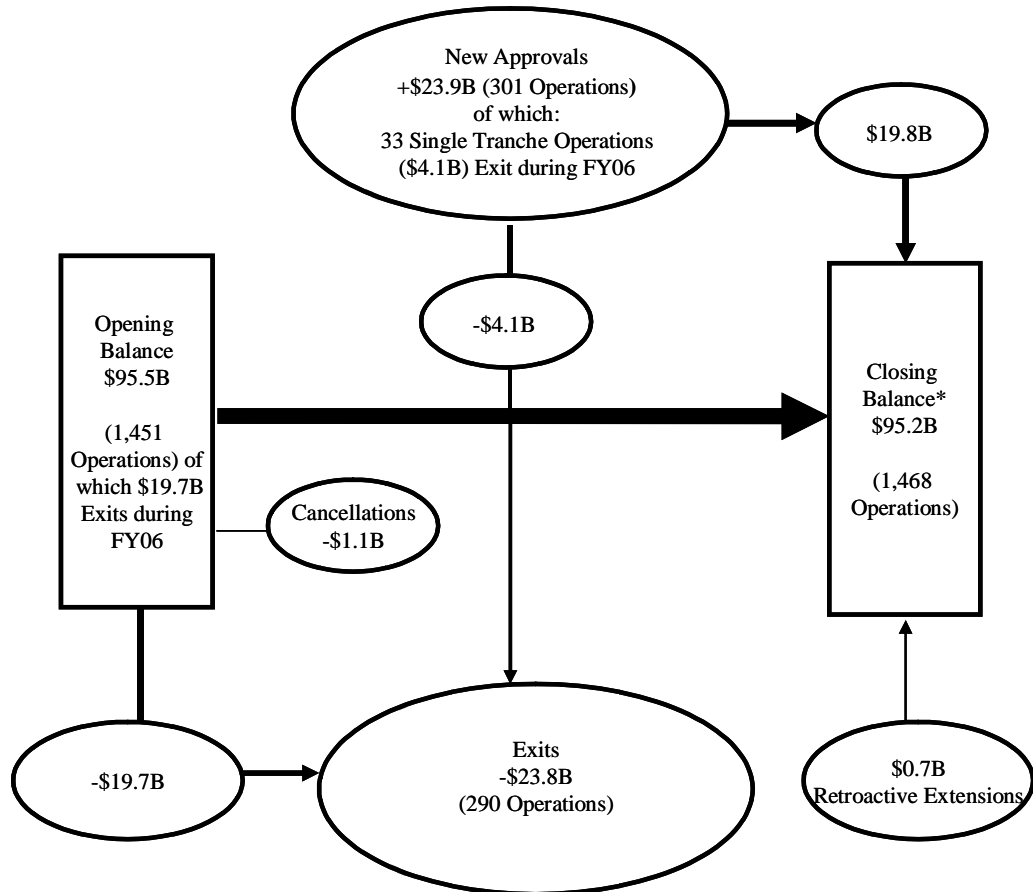 New Approvals
+$23.9B (301 Operations)
of which:
33 Single Tranche Operations
($4.1B) Exit during FY06
$19.8B
-$4.1B
Opening
Balance
$95.5B
(1,451
Operations) of
which $19.7B
Exits during
FY06
Closing
Balance*
$95.2B
(1,468
Operations)
Cancellations
-$1.1B
-$19.7B
Exits
-$23.8B
(290 Operations)
$0.7B
Retroactive Extensions